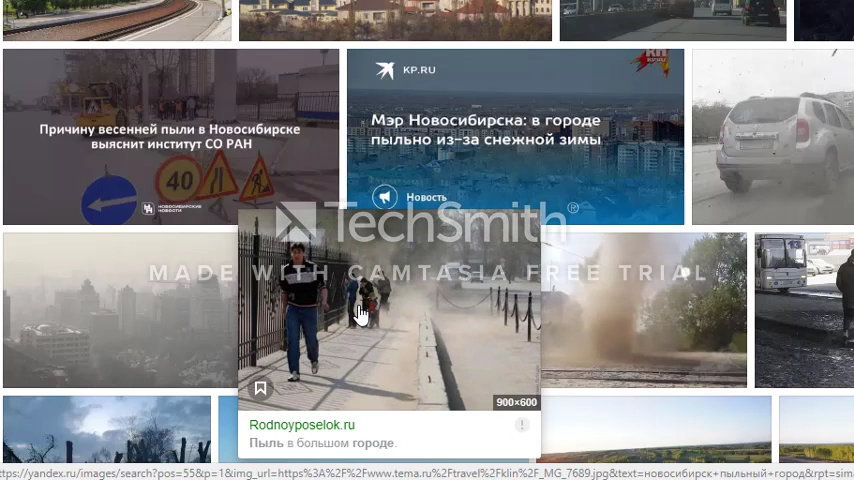 KP.RU
Причину весенней пыли в Новосибирске
выяснит институт СО РАН
40
НОВОСИБИРСКИЕ
НОВОСТИ
Мэр Новосибирска: в городе
пыльно из-за снежной зимы
Новость
TechSmith
®
MADE WITH CAMTASIA FREE TRIAL
900×600
Rodnoyposelok.ru
Пыль в большом городе.
ttps://yandex.ru/images/search?pos=55&p=1&img_url=https%3A%2F%2Fwww.tema.ru%2Ftravel%2Fklin%2F_MG_7689.jpg&text=новосибирск+пыльный+город&rpt=sim